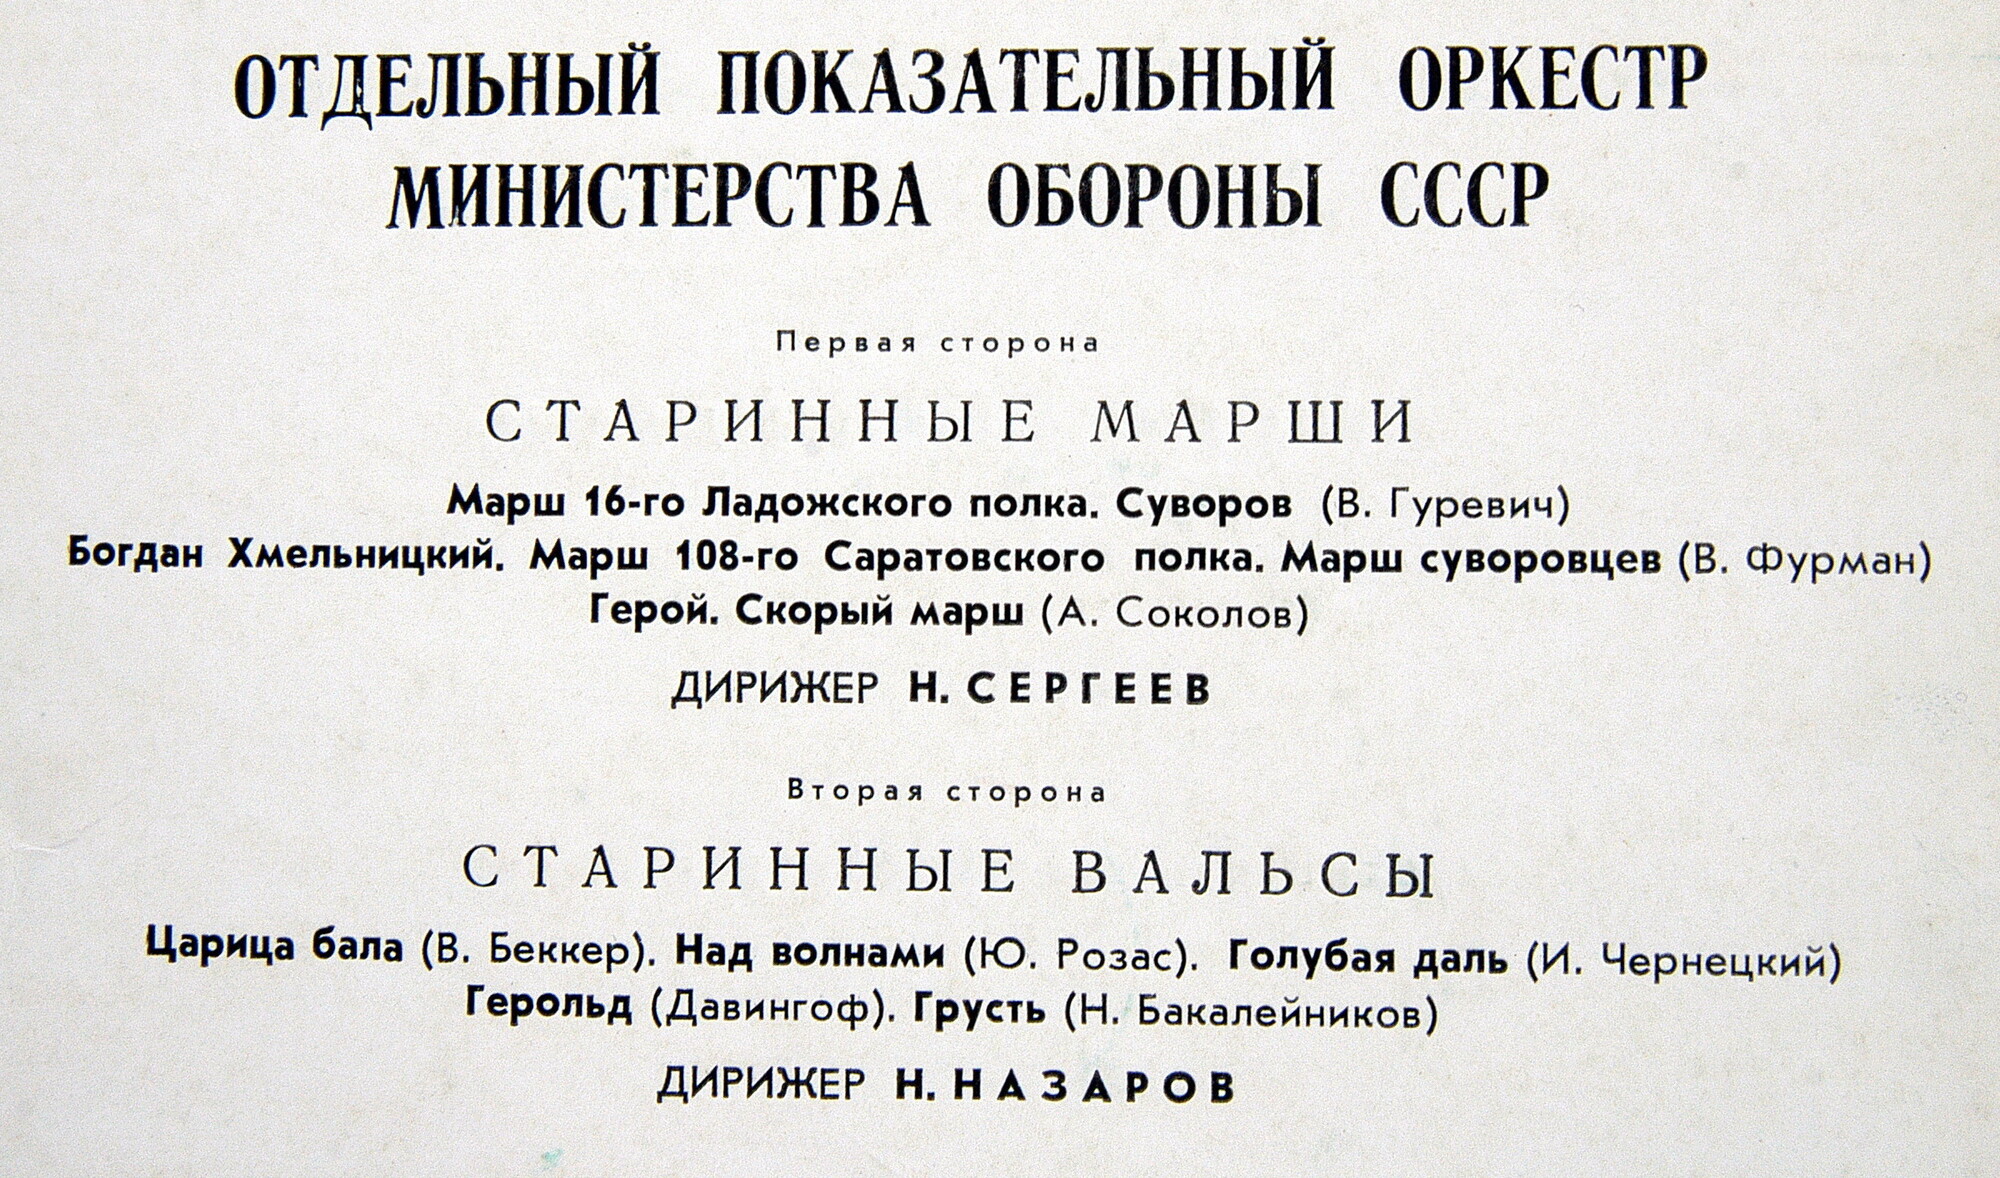 ОТДЕЛЬНЫЙ ПОКАЗАТЕЛЬНЫЙ ОРКЕСТР
МИНИСТЕРСТВА ОБОРОНЫ СССР
Первая сторона
СТАРИННЫЕ МАРШИ
Марш 16-го Ладожского полка. Суворов (В. Гуревич)
Богдан Хмельницкий. Марш 108-го Саратовского полка. Марш суворовцев (В. Фурман)
Герой. Скорый марш (А. Соколов)
ДИРИЖЕР Н. СЕРГЕЕВ
Вторая сторона
СТАРИННЫЕ ВАЛЬСЫ
Царица бала (В. Беккер). Над волнами (Ю. Розас). Голубая даль (И. Чернецкий)
Герольд (Давингоф). Грусть (Н. Бакалейников)
ДИРИЖЕР Н. НАЗАРОВ